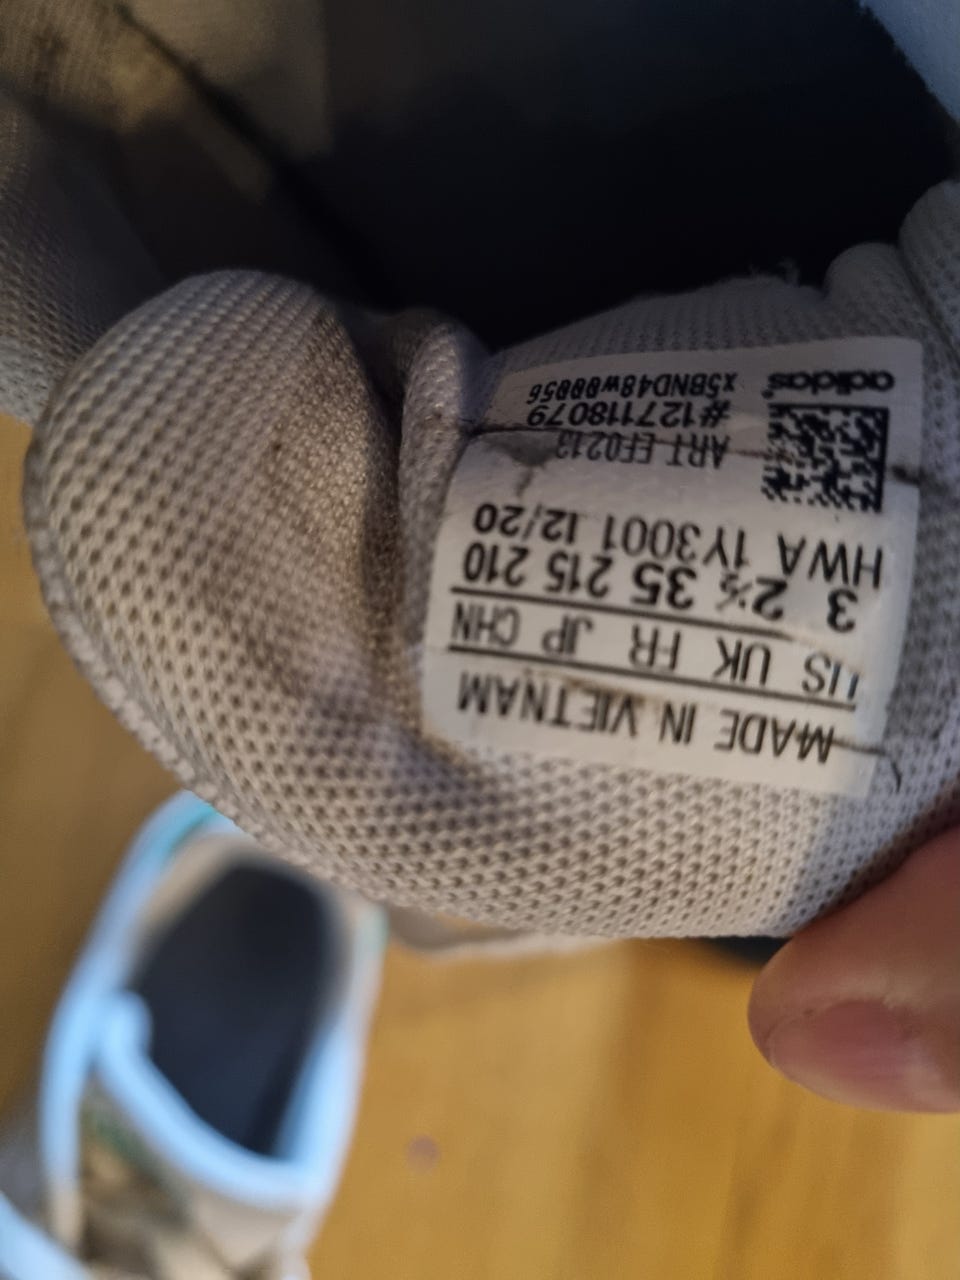 MADE IN VIETNAM
US UK FR JP CHN
3 2½ 35 215 210
HWA 1Y3001 12/20
ART EF0213
#127118079
x5BND48w00056
adidas